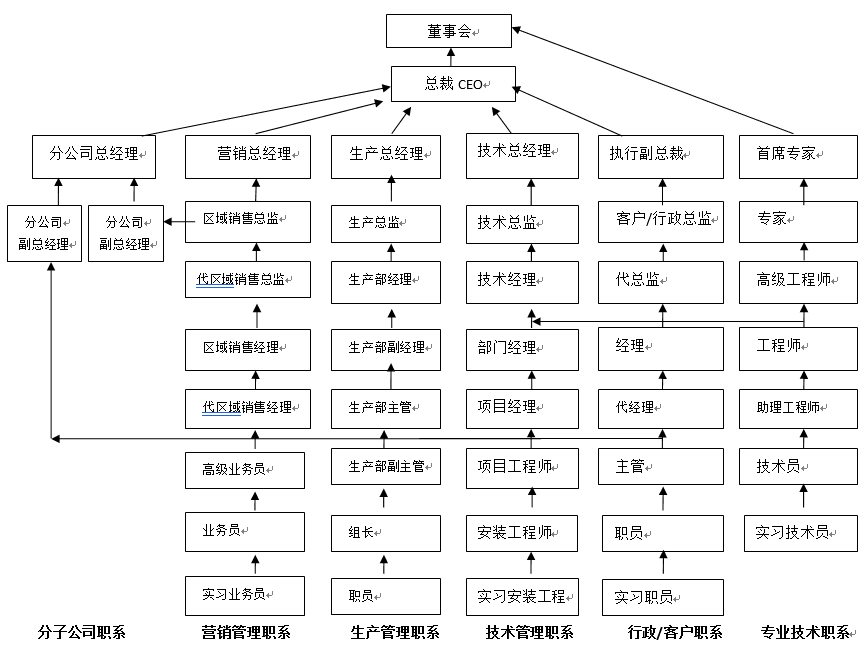 董事会
总裁 CEO
分公司总经理
营销总经理
生产总经理
技术总经理
执行副总裁
首席专家
分公司
副总经理
分公司
副总经理
区域销售总监
生产总监
技术总监
客户/行政总监
专家
代区域销售总监
生产部经理
技术经理
代总监
高级工程师
区域销售经理
生产部副经理
部门经理
经理
工程师
代区域销售经理
生产部主管
项目经理
代经理
助理工程师
高级业务员
生产部副主管
项目工程师
主管
技术员
业务员
组长
安装工程师
职员
实习技术员
实习业务员
职员
实习安装工程
实习职员
分子公司职系
营销管理职系
生产管理职系
技术管理职系
行政/客户职系
专业技术职系